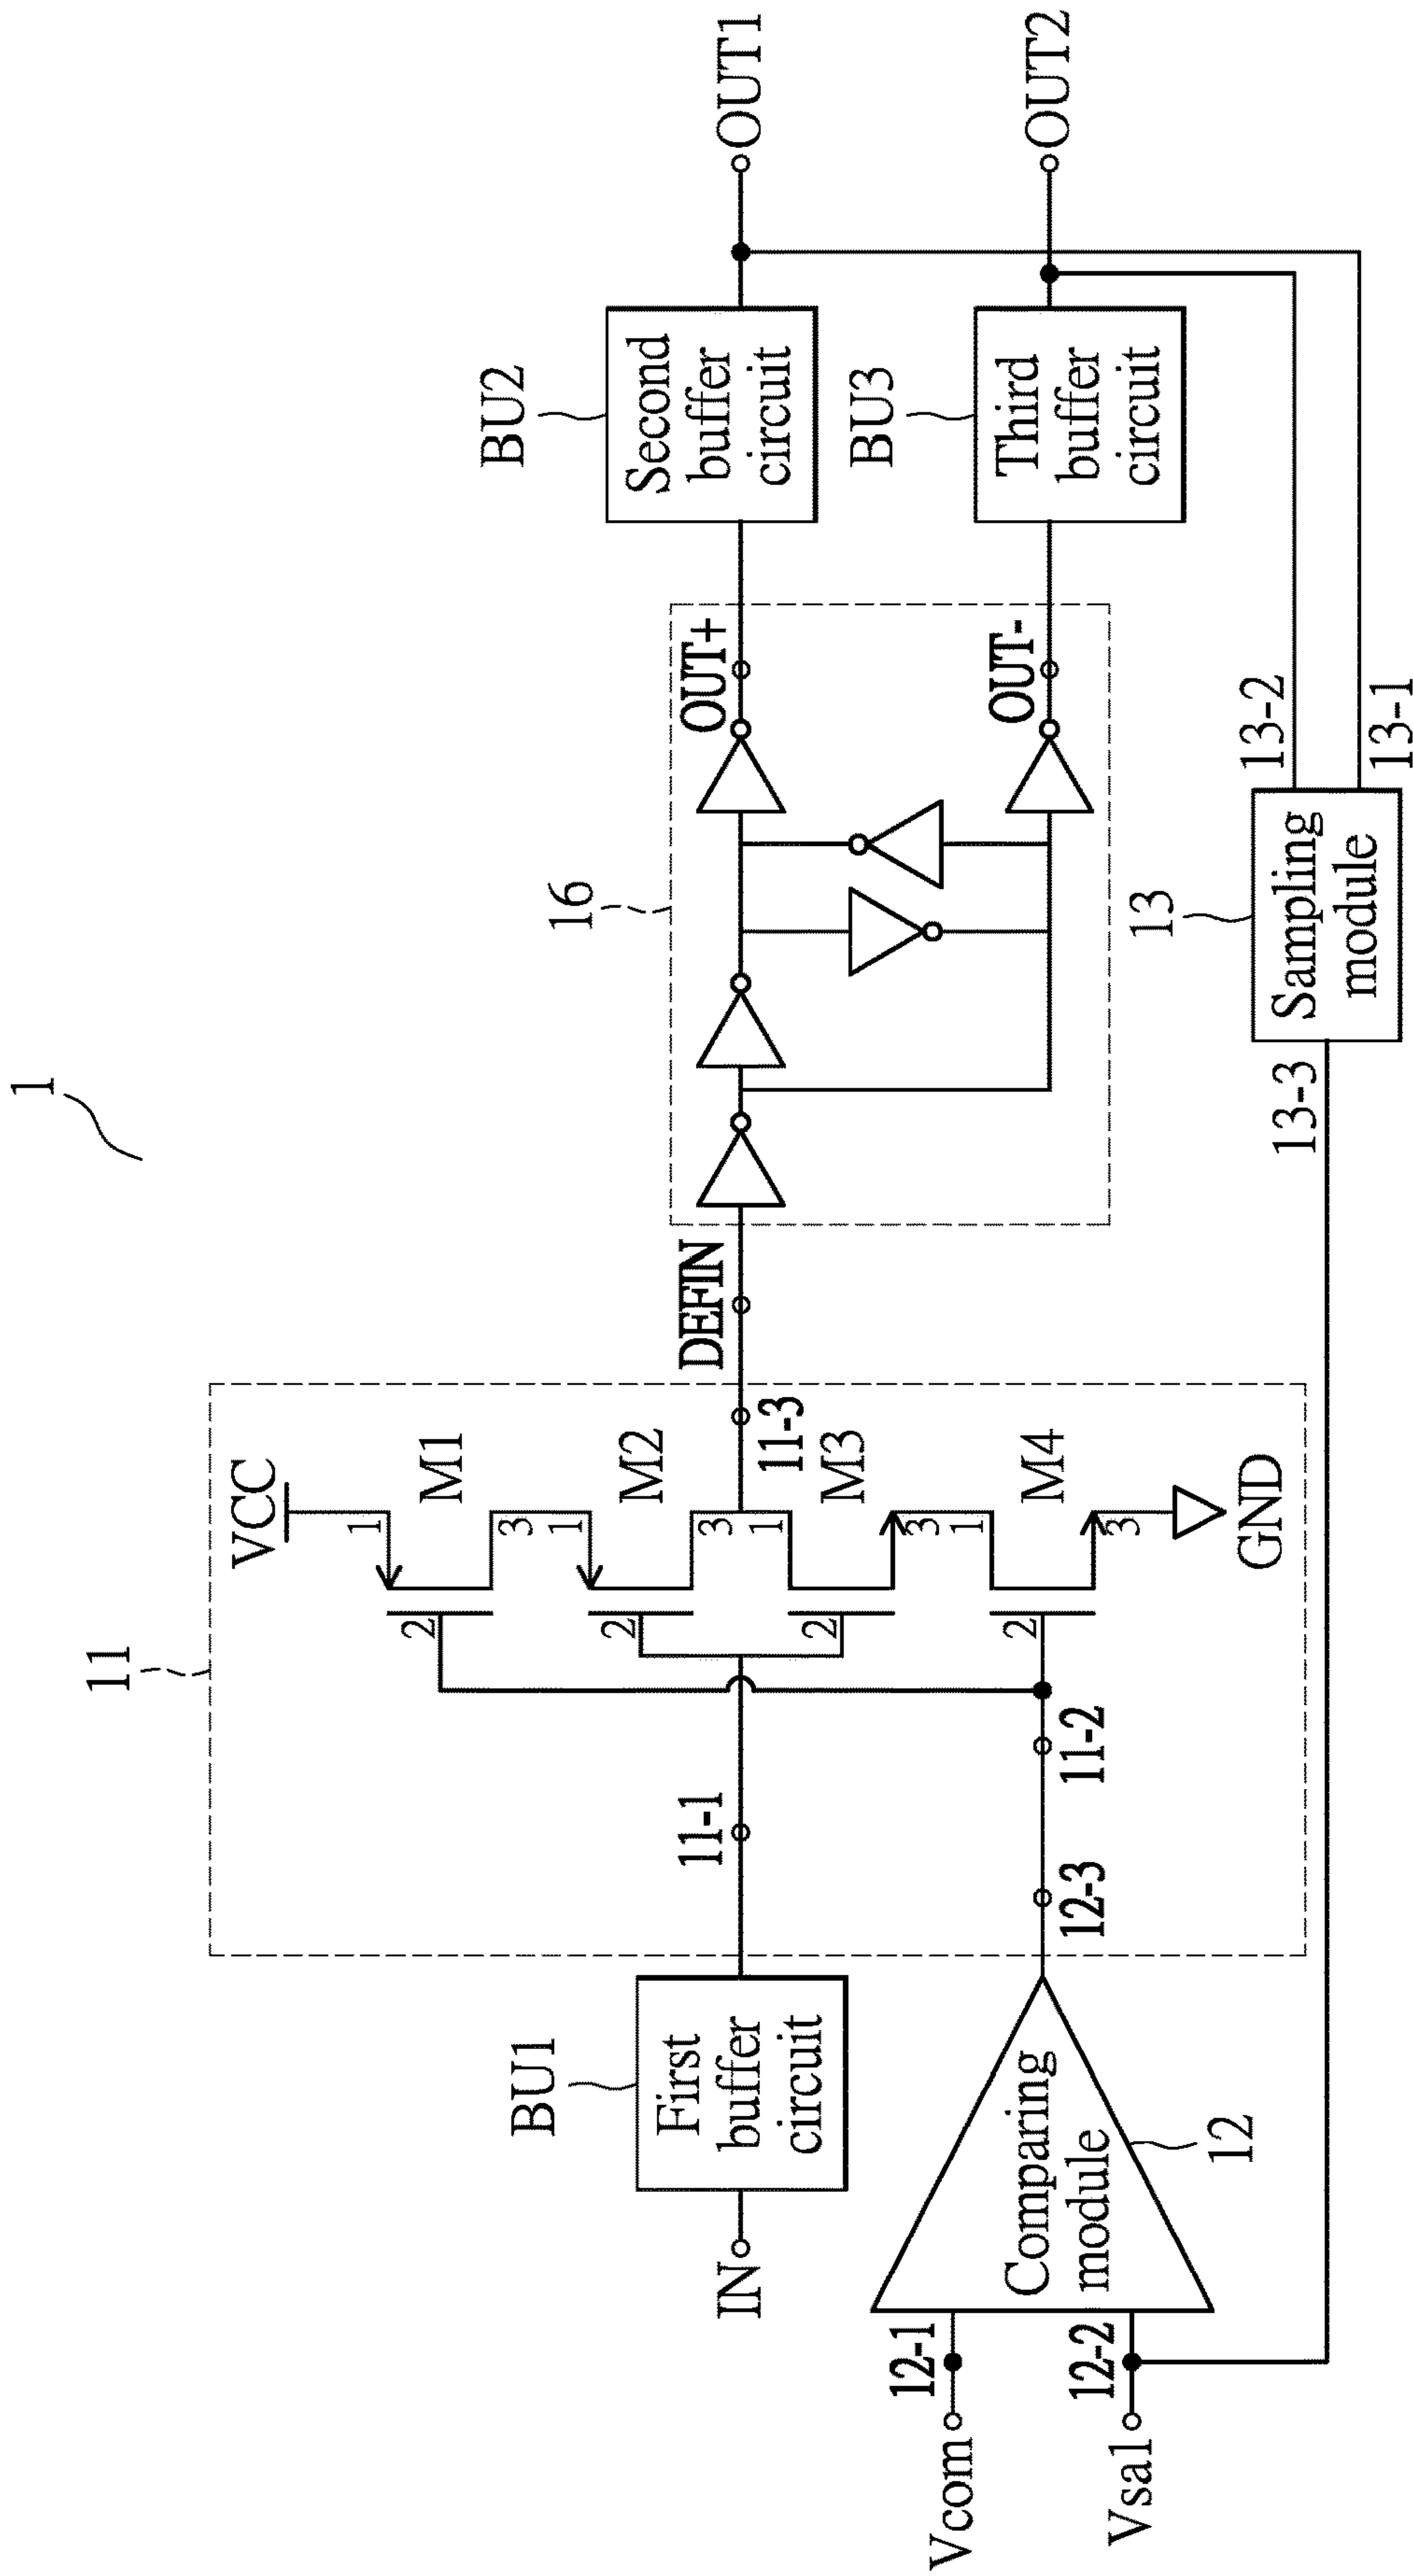 1
11
VCC
M1
1
2
3
M2
1
2
3
M3
1
2
3
M4
1
2
3
GND
11-1
11-2
11-3
12-3
BU1
First
buffer
circuit
IN
Comparing
module
12
12-1
12-2
Vcom
Vsa1
DEFIN
16
OUT+
OUT-
BU2
Second
buffer
circuit
BU3
Third
buffer
circuit
OUT1
OUT2
13
Sampling
module
13-2
13-1
13-3